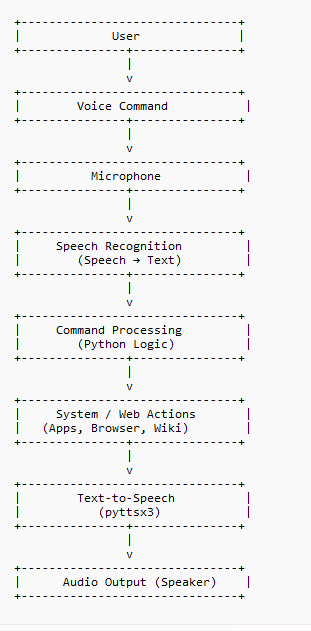 User
Voice Command
Microphone
Speech Recognition
(Speech → Text)
Command Processing
(Python Logic)
System / Web Actions
(Apps, Browser, Wiki)
Text-to-Speech
(pyttsx3)
Audio Output (Speaker)